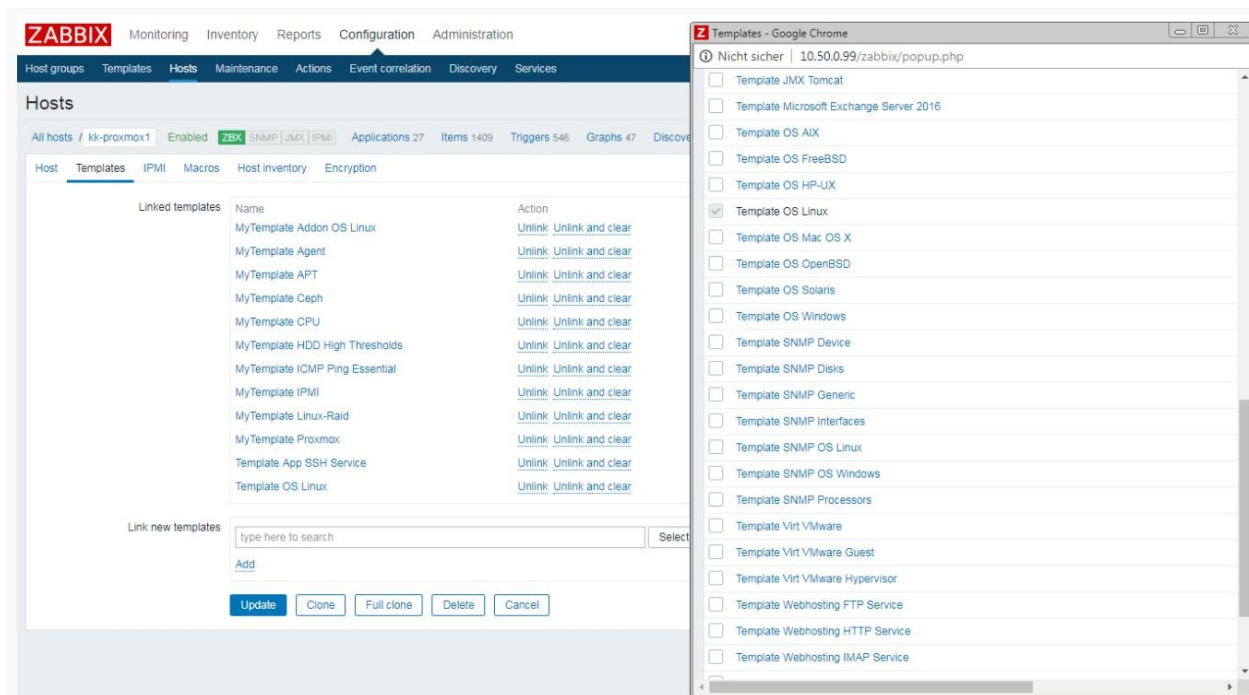 ZABBIX Monitoring Inventory Reports Configuration Administration
Host groups Templates Hosts Maintenance Actions Event correlation Discovery Services
Hosts
All hosts / kk-proxmox1 Enabled ZBX SNMP JMX IPMI Applications 27 Items 1409 Triggers 546 Graphs 47 Discove
Host Templates IPMI Macros Host inventory Encryption
Linked templates Name Action
MyTemplate Addon OS Linux Unlink Unlink and clear
MyTemplate Agent Unlink Unlink and clear
MyTemplate APT Unlink Unlink and clear
MyTemplate Ceph Unlink Unlink and clear
MyTemplate CPU Unlink Unlink and clear
MyTemplate HDD High Thresholds Unlink Unlink and clear
MyTemplate ICMP Ping Essential Unlink Unlink and clear
MyTemplate IPMI Unlink Unlink and clear
MyTemplate Linux-Raid Unlink Unlink and clear
MyTemplate Proxmox Unlink Unlink and clear
Template App SSH Service Unlink Unlink and clear
Template OS Linux Unlink Unlink and clear
Link new templates type here to search Select
Add
Update Clone Full clone Delete Cancel
Z Templates - Google Chrome
Nicht sicher | 10.50.0.99/zabbix/popup.php
Template JMX Tomcat
Template Microsoft Exchange Server 2016
Template OS AIX
Template OS FreeBSD
Template OS HP-UX
Template OS Linux
Template OS Mac OS X
Template OS OpenBSD
Template OS Solaris
Template OS Windows
Template SNMP Device
Template SNMP Disks
Template SNMP Generic
Template SNMP Interfaces
Template SNMP OS Linux
Template SNMP OS Windows
Template SNMP Processors
Template Virt VMware
Template Virt VMware Guest
Template Virt VMware Hypervisor
Template Webhosting FTP Service
Template Webhosting HTTP Service
Template Webhosting IMAP Service